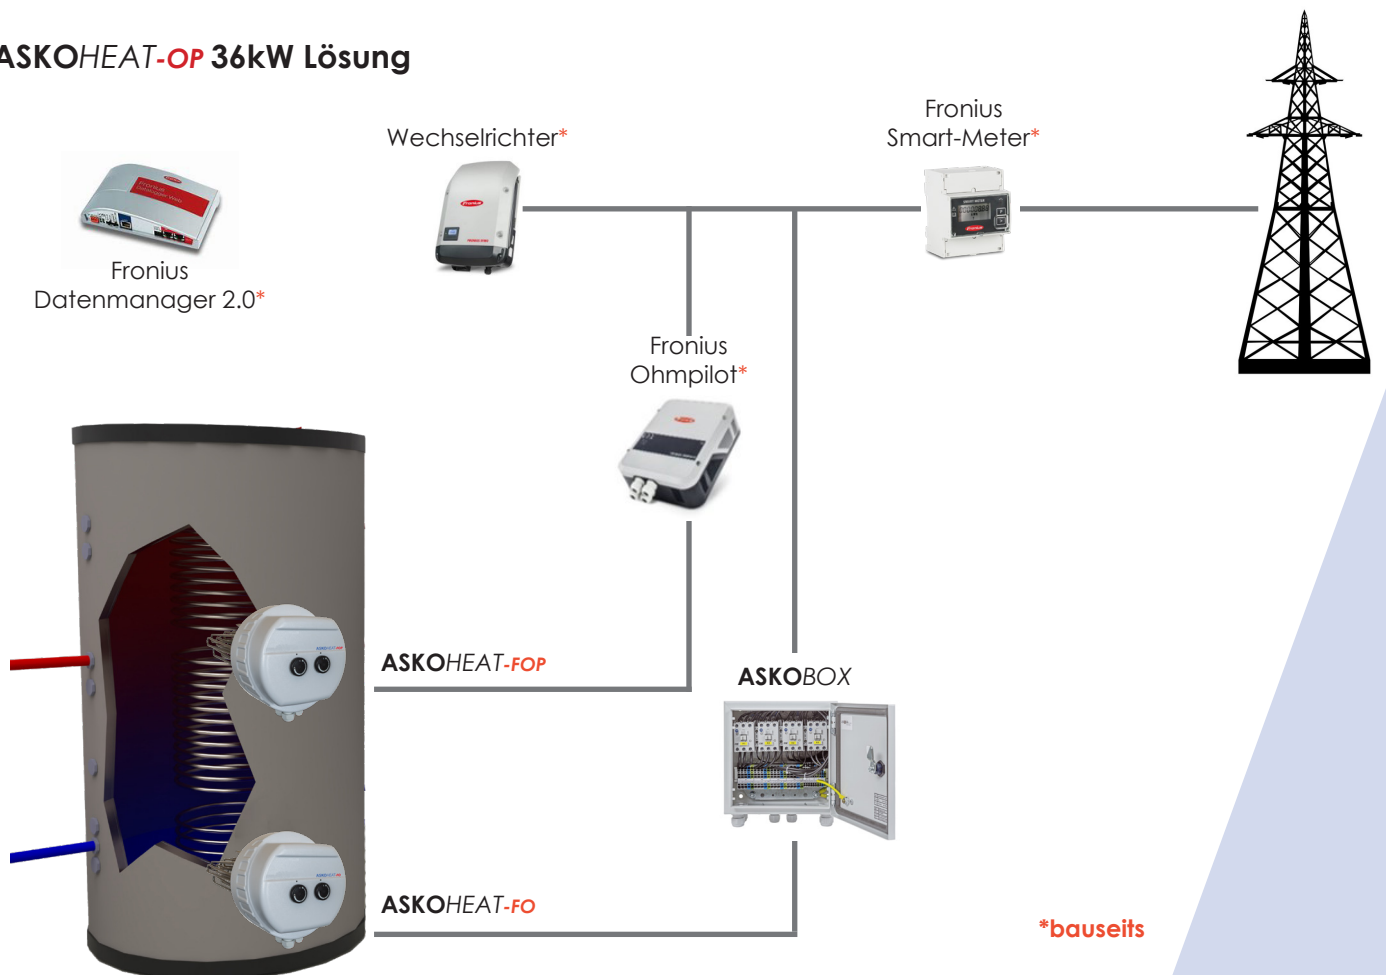 ASKOHEAT-OP 36kW Lösung
Fronius
Smart-Meter*
Wechselrichter*
Fronius
Datenmanager 2.0*
Fronius
Ohmpilot*
ASKOHEAT-FOP
ASKOBOX
ASKOHEAT-FO
*bauseits